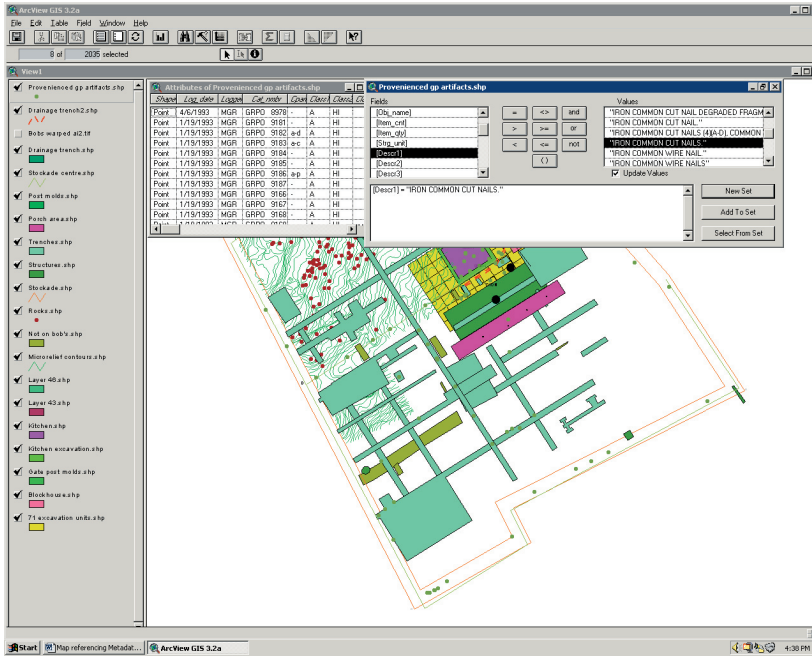 ArcView GIS 3.2a
File Edit Table Field Window Help
8 of 2035 selected
View1
Provenienced gp artifacts.shp
Drainage trench2.shp
Bobs warped ai2.tif
Drainage trench.shp
Stockade centre.shp
Post molds.shp
Porch area.shp
Trenches.shp
Structures.shp
Stockade.shp
Rocks.shp
Not on bob's.shp
Microrelief contours.shp
Layer 46.shp
Layer 43.shp
Kitchen.shp
Kitchen excavation.shp
Gate post molds.shp
Blockhouse.shp
71 excavation units.shp
Attributes of Provenienced gp artifacts.shp
Shape Log_date Logger Cat_nmbr Cpart Class1 Class2
Point 4/6/1993 MGR GRPO 8978 - A HI
Point 1/19/1993 MGR GRPO 9181 - A HI
Point 1/19/1993 MGR GRPO 9182 a-d A HI
Point 1/19/1993 MGR GRPO 9183 a-c A HI
Point 1/19/1993 MGR GRPO 9184 - A HI
Point 1/19/1993 MGR GRPO 9185 - A HI
Point 1/19/1993 MGR GRPO 9186 a-p A HI
Point 1/19/1993 MGR GRPO 9187 - A HI
Point 1/19/1993 MGR GRPO 9166 - A HI
Point 1/19/1993 MGR GRPO 9167 - A HI
Point 1/19/1993 MGR GRPO 9168 - A HI
Provenienced gp artifacts.shp
Fields
[Obj_name]
[Item_cnt]
[Item_qty]
[Strg_unit]
[Descr1]
[Descr2]
[Descr3]
= <> and
> >= or
< <= not
( )
Values
"IRON COMMON CUT NAIL DEGRADED FRAGM
"IRON COMMON CUT NAIL."
"IRON COMMON CUT NAILS (4)(A-D), COMMON
"IRON COMMON CUT NAILS."
"IRON COMMON WIRE NAIL."
"IRON COMMON WIRE NAILS"
Update Values
[Descr1] = "IRON COMMON CUT NAILS."
New Set
Add To Set
Select From Set
Start Map referencing Metadat... ArcView GIS 3.2a 4:38 PM